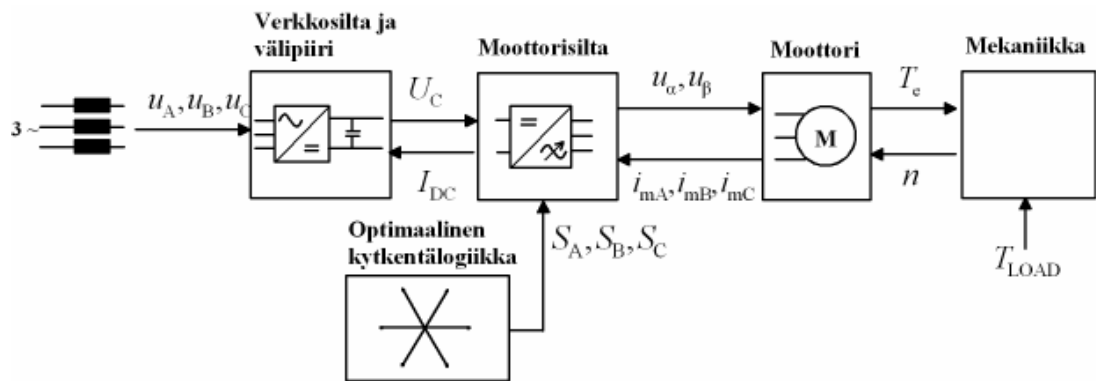 Verkkosilta ja
välipiiri
Moottorisilta
Moottori
Mekaniikka
3 ~
u_A, u_B, u_C
U_C
I_DC
u_α, u_β
i_mA, i_mB, i_mC
M
T_e
n
Optimaalinen
kytkentälogiikka
S_A, S_B, S_C
T_LOAD